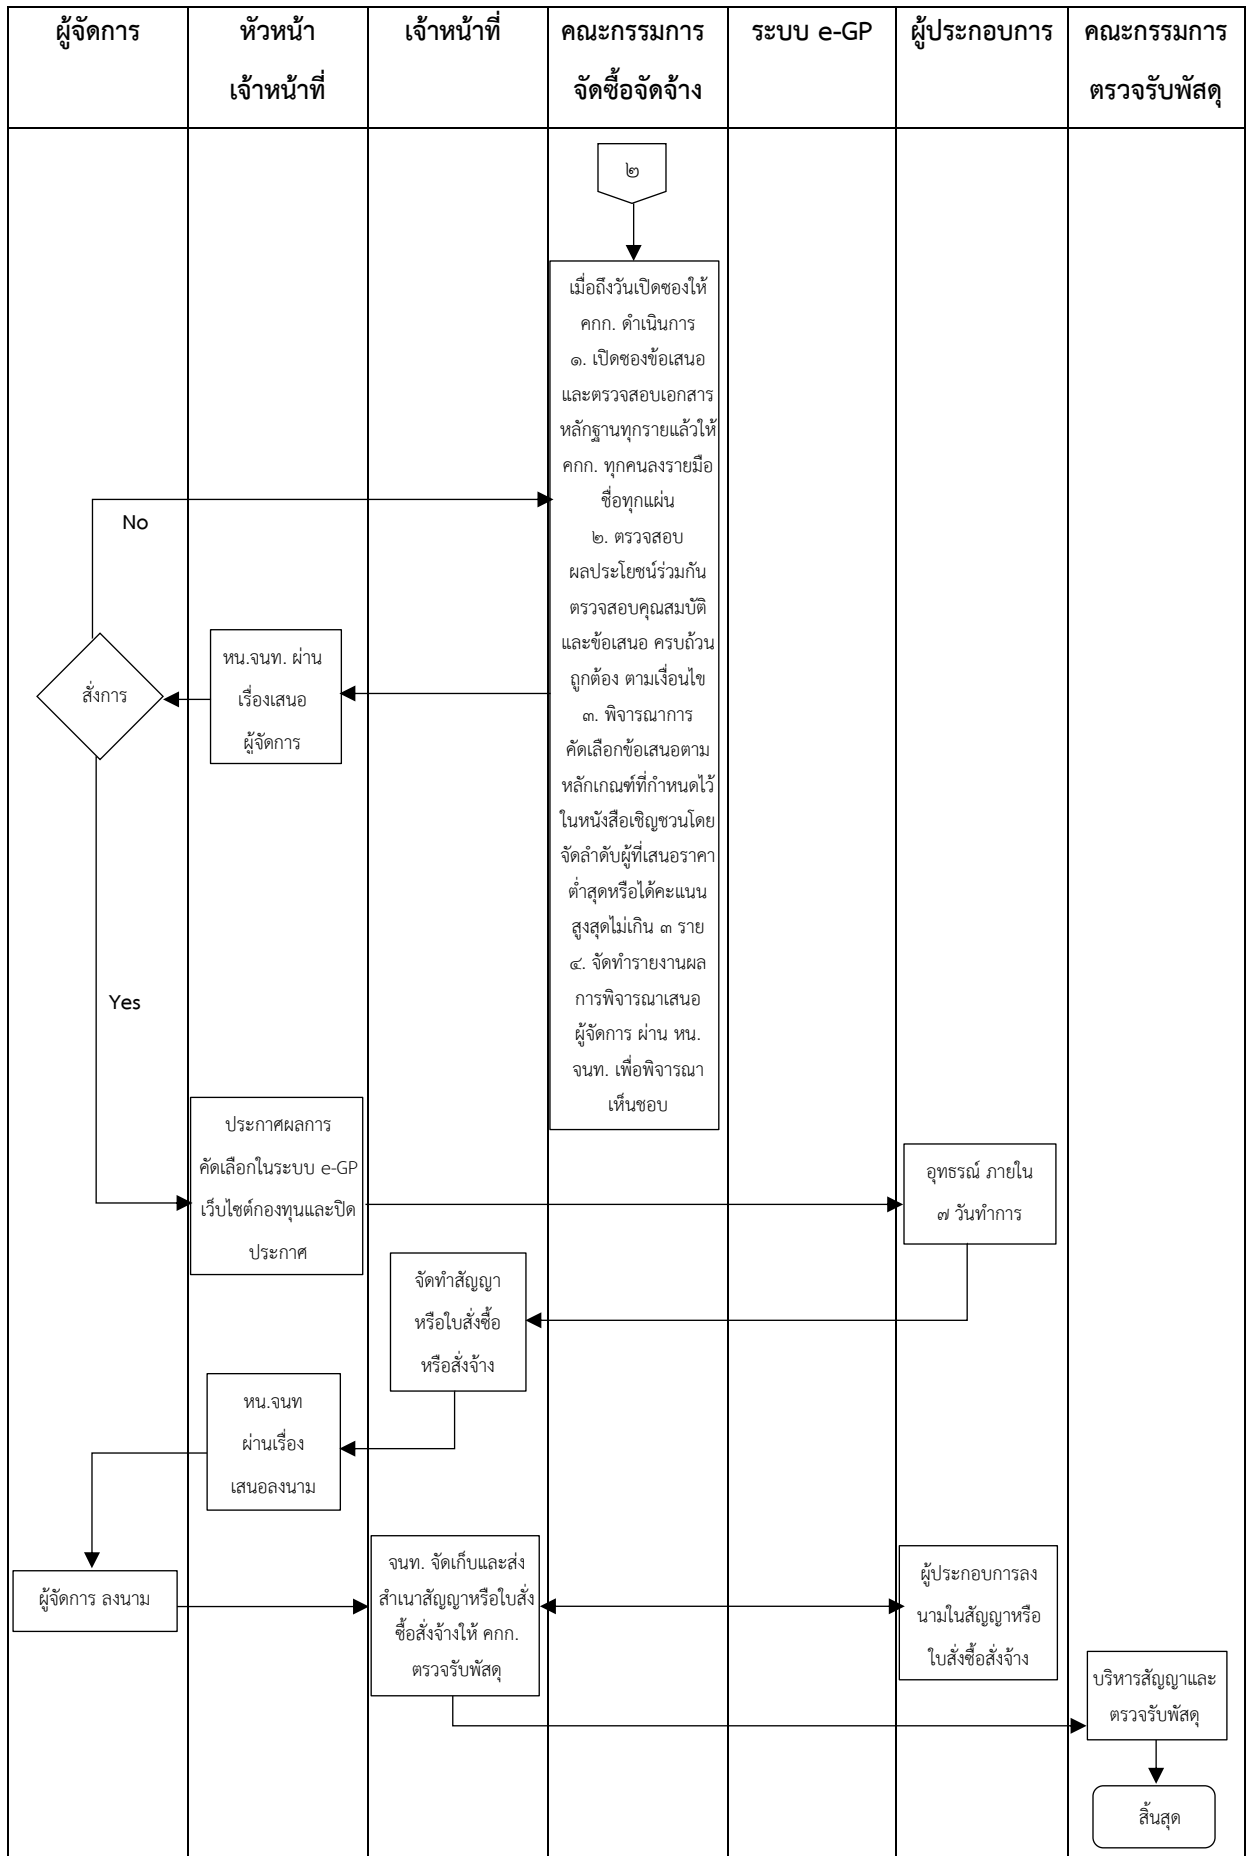 ผู้จัดการ
หัวหน้า
เจ้าหน้าที่
เจ้าหน้าที่
คณะกรรมการ
จัดซื้อจัดจ้าง
ระบบ e-GP
ผู้ประกอบการ
คณะกรรมการ
ตรวจรับพัสดุ
๒
เมื่อถึงวันเปิดซองให้
คกก. ดำเนินการ
๑. เปิดซองข้อเสนอ
และตรวจสอบเอกสาร
หลักฐานทุกรายแล้วให้
คกก. ทุกคนลงรายมือ
ชื่อทุกแผ่น
๒. ตรวจสอบ
ผลประโยชน์ร่วมกัน
ตรวจสอบคุณสมบัติ
และข้อเสนอ ครบถ้วน
ถูกต้อง ตามเงื่อนไข
๓. พิจารณาการ
คัดเลือกข้อเสนอตาม
หลักเกณฑ์ที่กำหนดไว้
ในหนังสือเชิญชวนโดย
จัดลำดับผู้ที่เสนอราคา
ต่ำสุดหรือได้คะแนน
สูงสุดไม่เกิน ๓ ราย
๔. จัดทำรายงานผล
การพิจารณาเสนอ
ผู้จัดการ ผ่าน หน.
จนท. เพื่อพิจารณา
เห็นชอบ
No
หน.จนท. ผ่าน
เรื่องเสนอ
ผู้จัดการ
สั่งการ
Yes
ประกาศผลการ
คัดเลือกในระบบ e-GP
เว็บไซต์กองทุนและปิด
ประกาศ
อุทธรณ์ ภายใน
๗ วันทำการ
จัดทำสัญญา
หรือใบสั่งซื้อ
หรือสั่งจ้าง
หน.จนท
ผ่านเรื่อง
เสนอลงนาม
ผู้จัดการ ลงนาม
จนท. จัดเก็บและส่ง
สำเนาสัญญาหรือใบสั่ง
ซื้อสั่งจ้างให้ คกก.
ตรวจรับพัสดุ
ผู้ประกอบการลง
นามในสัญญาหรือ
ใบสั่งซื้อสั่งจ้าง
บริหารสัญญาและ
ตรวจรับพัสดุ
สิ้นสุด